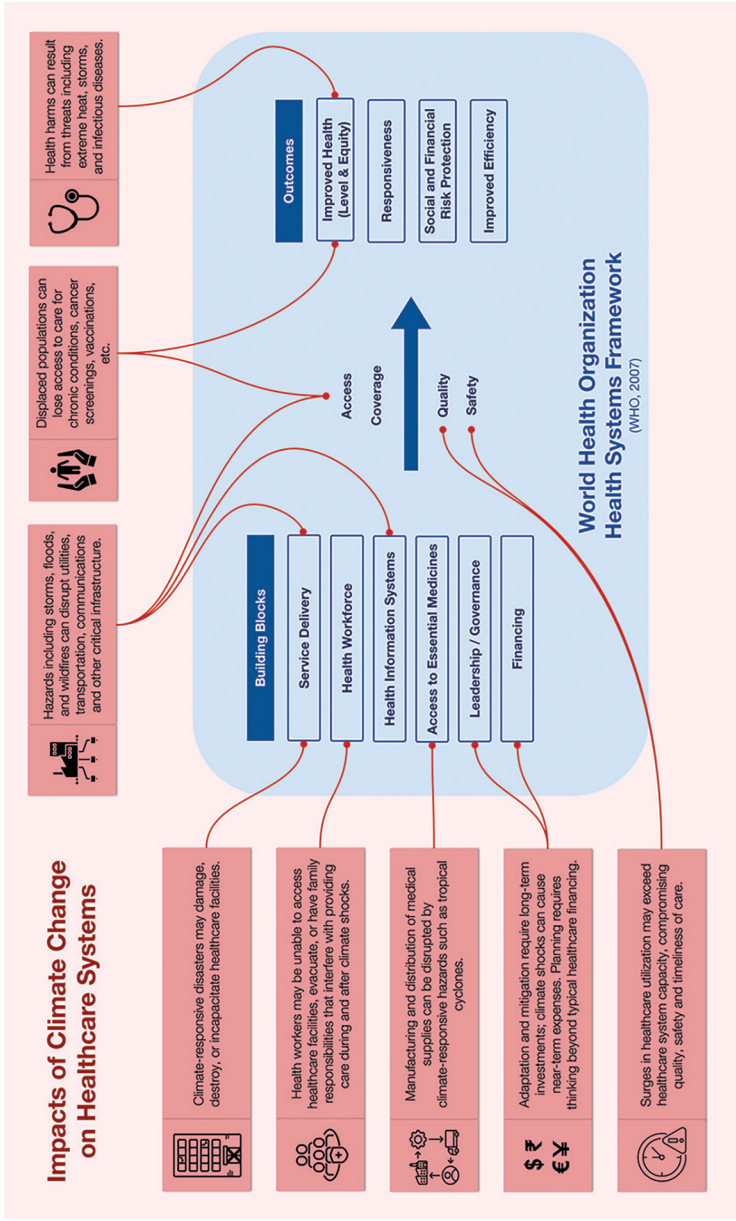 Impacts of Climate Change
on Healthcare Systems
Hazards including storms, floods,
and wildfires can disrupt utilities,
transportation, communications
and other critical infrastructure.
Displaced populations can
lose access to care for
chronic conditions, cancer
screenings, vaccinations,
etc.
Health harms can result
from threats including
extreme heat, storms,
and infectious diseases.
Climate-responsive disasters may damage,
destroy, or incapacitate healthcare facilities.
Health workers may be unable to access
healthcare facilities, evacuate, or have family
responsibilities that interfere with providing
care during and after climate shocks.
Manufacturing and distribution of medical
supplies can be disrupted by
climate-responsive hazards such as tropical
cyclones.
$ ₹
€ ¥
Adaptation and mitigation require long-term
investments; climate shocks can cause
near-term expenses. Planning requires
thinking beyond typical healthcare financing.
Surges in healthcare utilization may exceed
healthcare system capacity, compromising
quality, safety and timeliness of care.
Building Blocks
Service Delivery
Health Workforce
Health Information Systems
Access to Essential Medicines
Leadership / Governance
Financing
Access
Coverage
Quality
Safety
Outcomes
Improved Health
(Level & Equity)
Responsiveness
Social and Financial
Risk Protection
Improved Efficiency
World Health Organization
Health Systems Framework
(WHO, 2007)